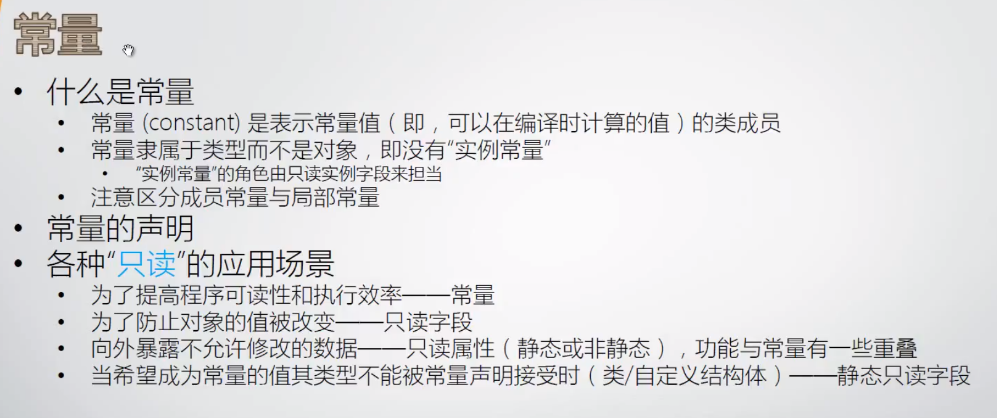 常量
• 什么是常量
• 常量 (constant) 是表示常量值（即，可以在编译时计算的值）的类成员
• 常量隶属于类型而不是对象，即没有“实例常量”
• “实例常量”的角色由只读实例字段来担当
• 注意区分成员常量与局部常量
• 常量的声明
• 各种“只读”的应用场景
• 为了提高程序可读性和执行效率——常量
• 为了防止对象的值被改变——只读字段
• 向外暴露不允许修改的数据——只读属性（静态或非静态），功能与常量有一些重叠
• 当希望成为常量的值其类型不能被常量声明接受时（类/自定义结构体）——静态只读字段